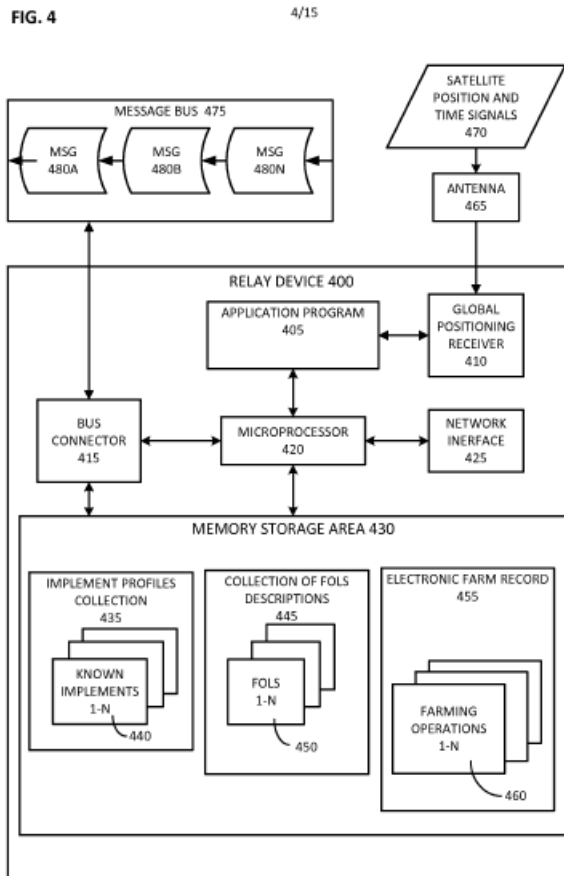 FIG. 4
4/15
SATELLITE
POSITION AND
TIME SIGNALS
470
MESSAGE BUS 475
MSG
480A
MSG
480B
MSG
480N
ANTENNA
465
RELAY DEVICE 400
APPLICATION PROGRAM
405
GLOBAL
POSITIONING
RECEIVER
410
BUS
CONNECTOR
415
MICROPROCESSOR
420
NETWORK
INERFACE
425
MEMORY STORAGE AREA 430
IMPLEMENT PROFILES
COLLECTION
435
KNOWN
IMPLEMENTS
1-N
440
COLLECTION OF FOLS
DESCRIPTIONS
445
FOLS
1-N
450
ELECTRONIC FARM RECORD
455
FARMING
OPERATIONS
1-N
460